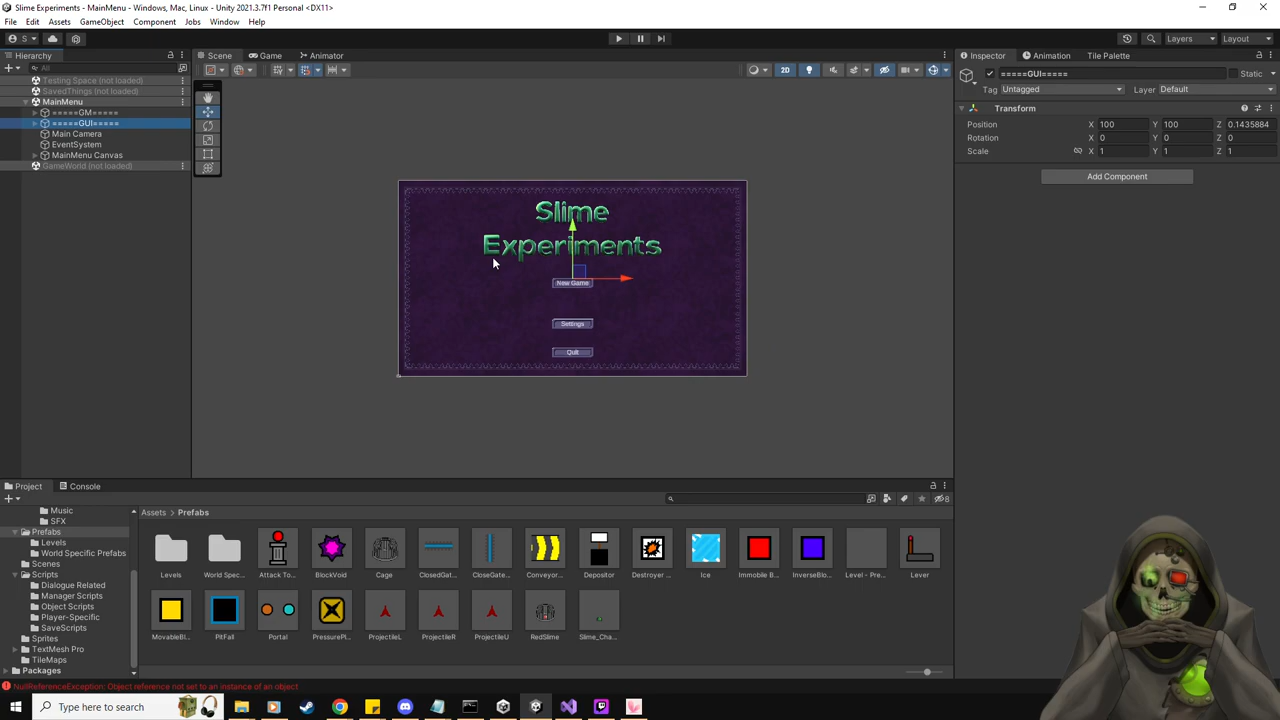 Slime Experiments - MainMenu - Windows, Mac, Linux - Unity 2021.3.7f1 Personal <DX11>
File Edit Assets GameObject Component Jobs Window Help
S Layers Layout
Hierarchy
All
Testing Space (not loaded)
SavedThings (not loaded)
MainMenu
=====GM=====
=====GUI=====
Main Camera
EventSystem
MainMenu Canvas
GameWorld (not loaded)
Scene Game Animator
2D
Slime
Experiments
New Game
Settings
Quit
Inspector Animation Tile Palette
=====GUI===== Static
Tag Untagged Layer Default
Transform
Position X 100 Y 100 Z 0.1435884
Rotation X 0 Y 0 Z 0
Scale X 1 Y 1 Z 1
Add Component
Project Console
8
Music
SFX
Prefabs
Levels
World Specific Prefabs
Scenes
Scripts
Dialogue Related
Manager Scripts
Object Scripts
Player-Specific
SaveScripts
Sprites
TextMesh Pro
TileMaps
Packages
Assets > Prefabs
Levels World Spec... Attack To... BlockVoid Cage ClosedGat... CloseGate... Conveyor... Depositor Destroyer ... Ice Immobile B... InverseBlo... Level - Pre... Lever
MovableBl... PitFall Portal PressurePl... ProjectileL ProjectileR ProjectileU RedSlime Slime_Cha...
NullReferenceException: Object reference not set to an instance of an object
Type here to search